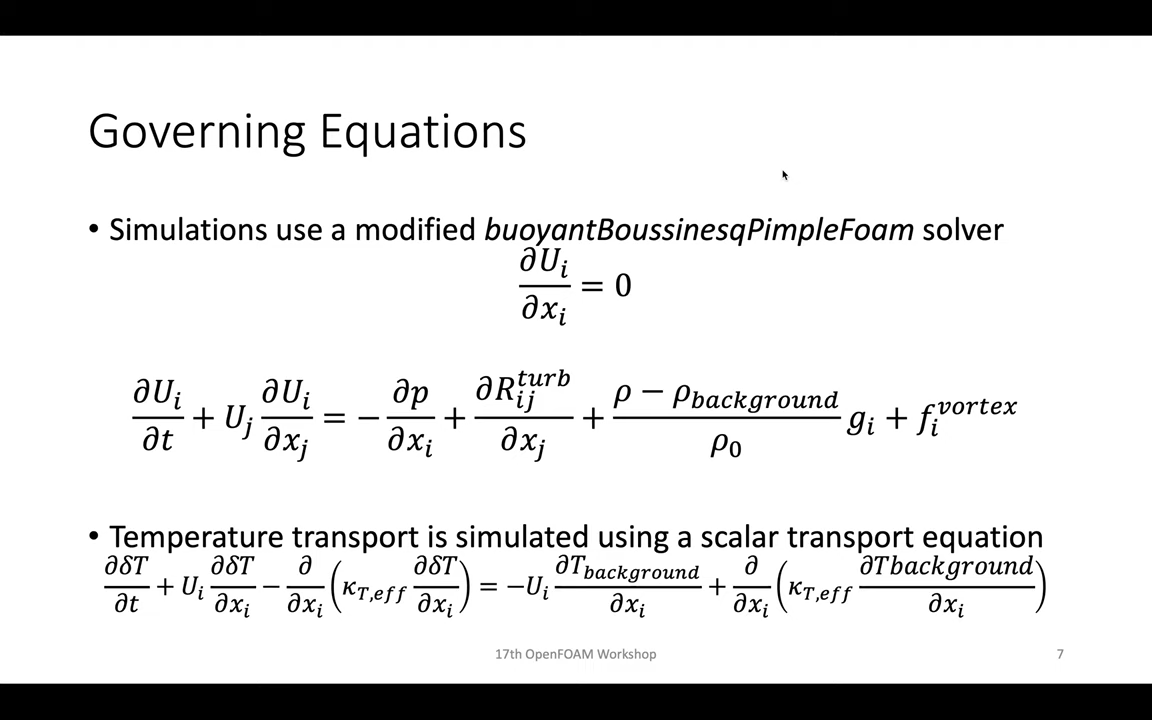 Governing Equations
• Simulations use a modified buoyantBoussinesqPimpleFoam solver
∂U_i/∂x_i = 0
∂U_i/∂t + U_j ∂U_i/∂x_j = −∂p/∂x_i + ∂R_ij^turb/∂x_j + (ρ − ρ_background)/ρ_0 g_i + f_i^vortex
• Temperature transport is simulated using a scalar transport equation
∂δT/∂t + U_i ∂δT/∂x_i − ∂/∂x_i (κ_T,eff ∂δT/∂x_i) = −U_i ∂T_background/∂x_i + ∂/∂x_i (κ_T,eff ∂Tbackground/∂x_i)
17th OpenFOAM Workshop
7